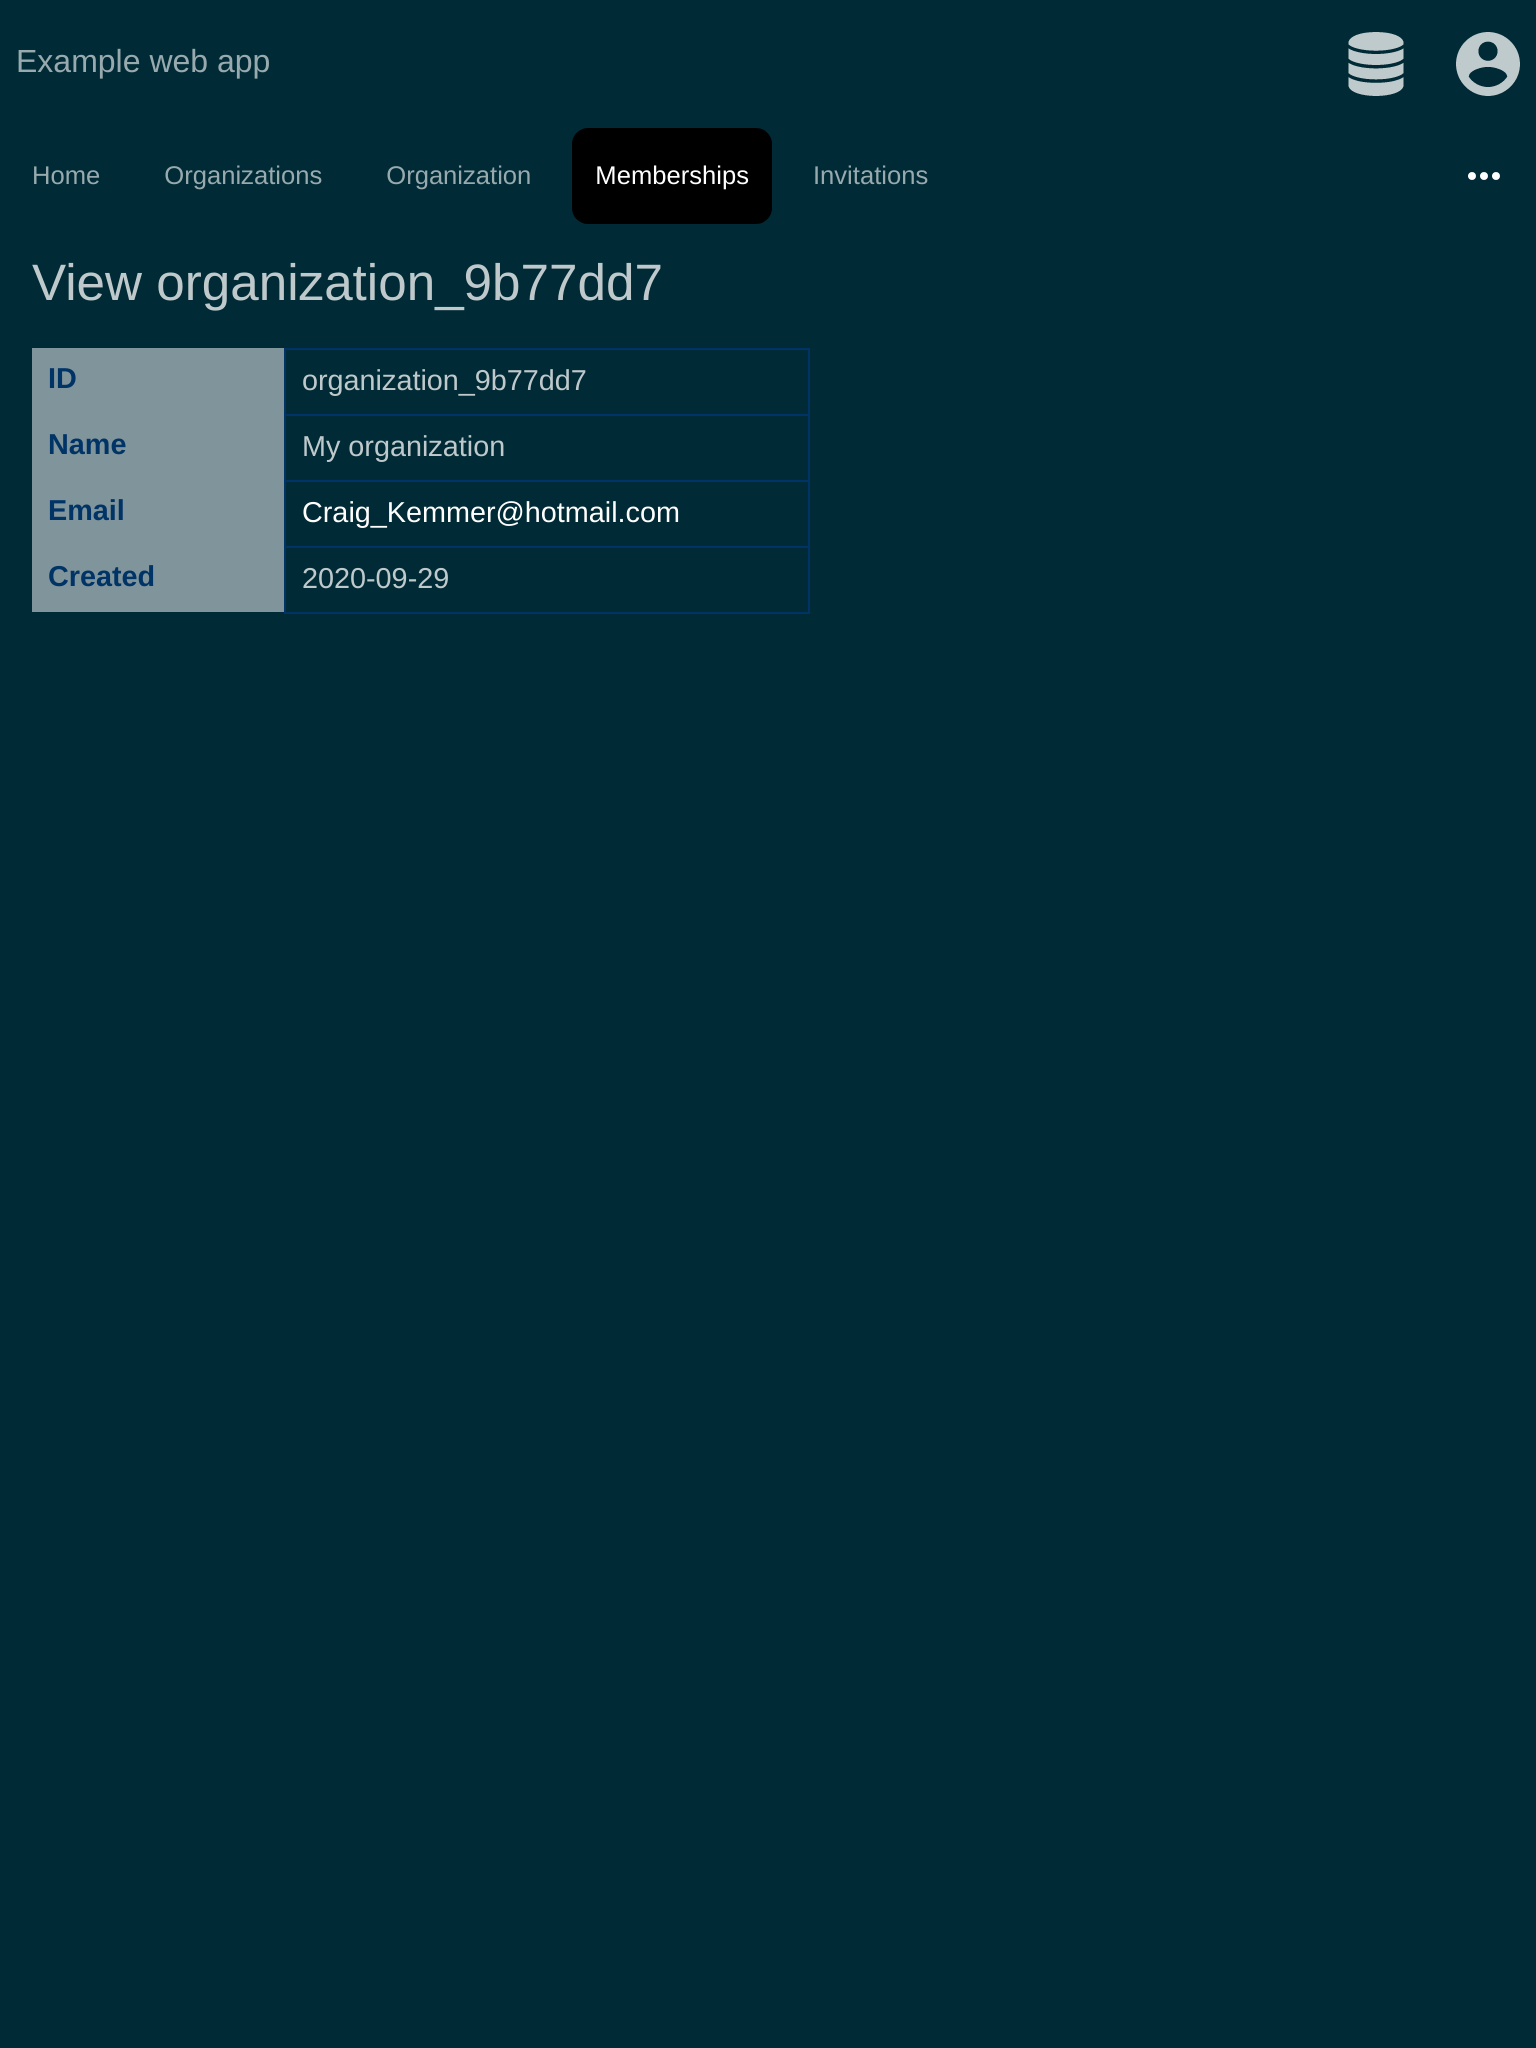 Example web app
Home Organizations Organization Memberships Invitations
View organization_9b77dd7
ID organization_9b77dd7
Name My organization
Email Craig_Kemmer@hotmail.com
Created 2020-09-29